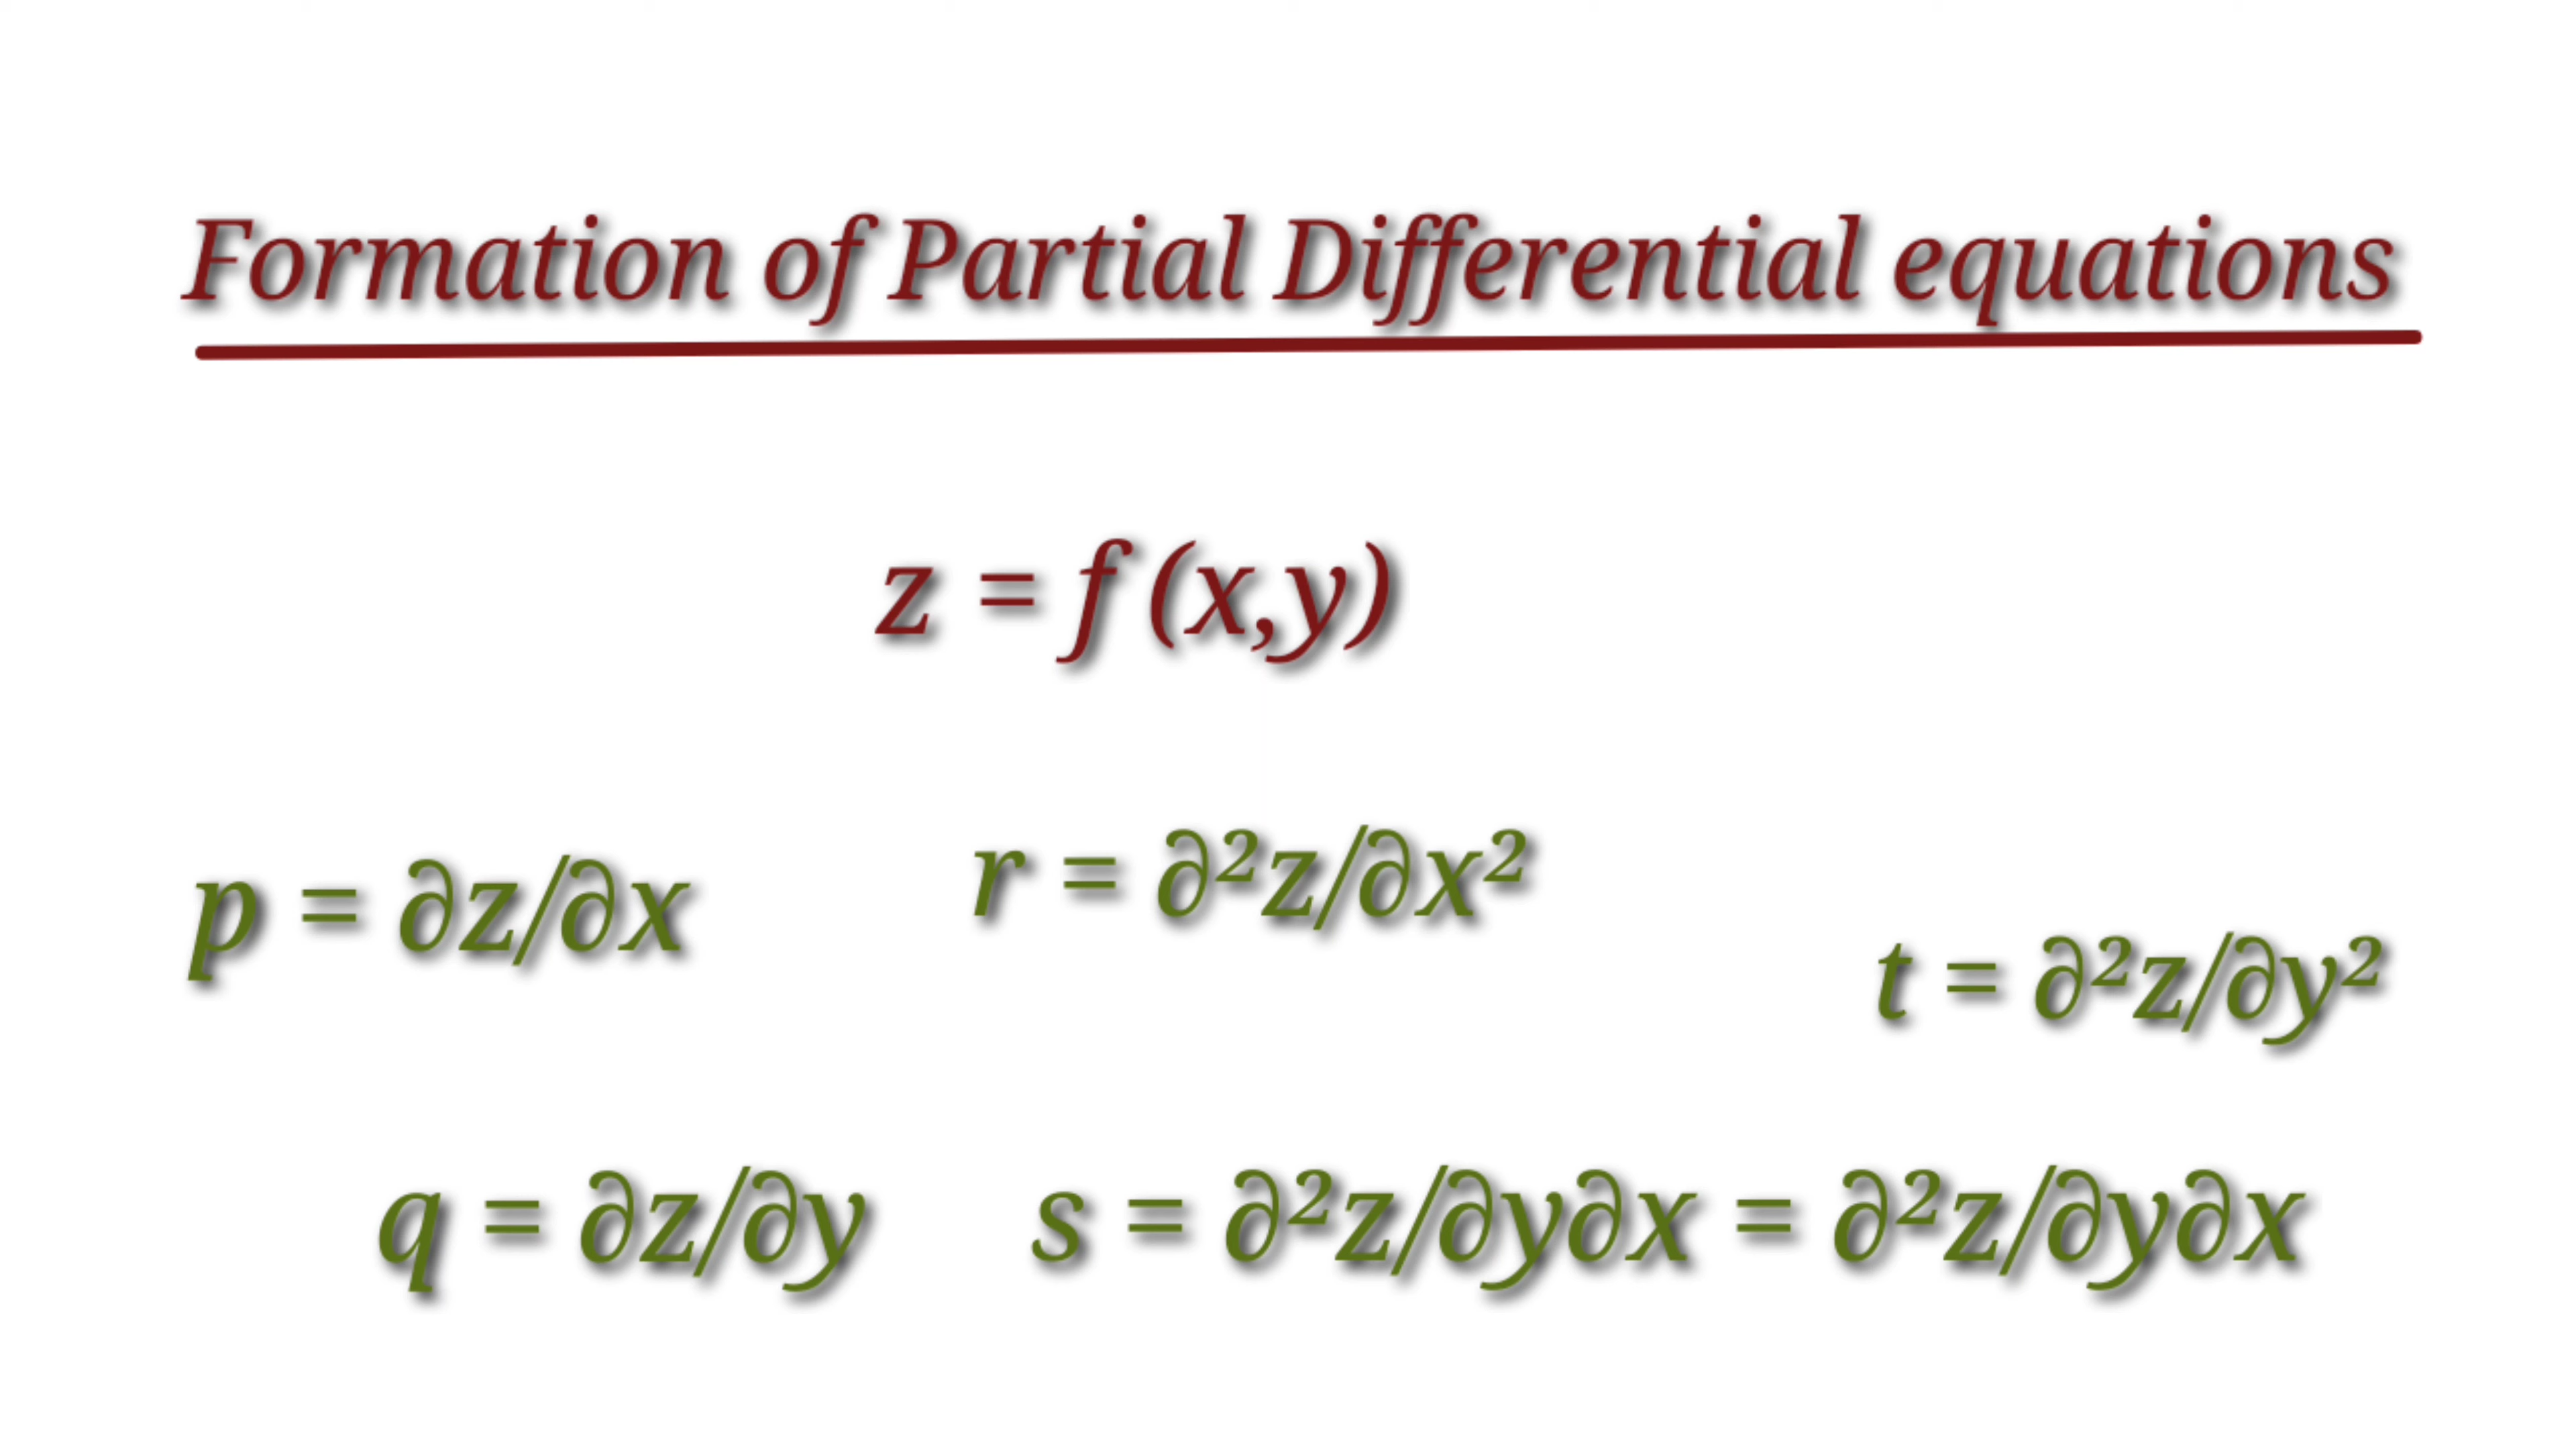 Formation of Partial Differential equations
z = f (x,y)
p = ∂z/∂x
r = ∂²z/∂x²
t = ∂²z/∂y²
q = ∂z/∂y
s = ∂²z/∂y∂x = ∂²z/∂y∂x